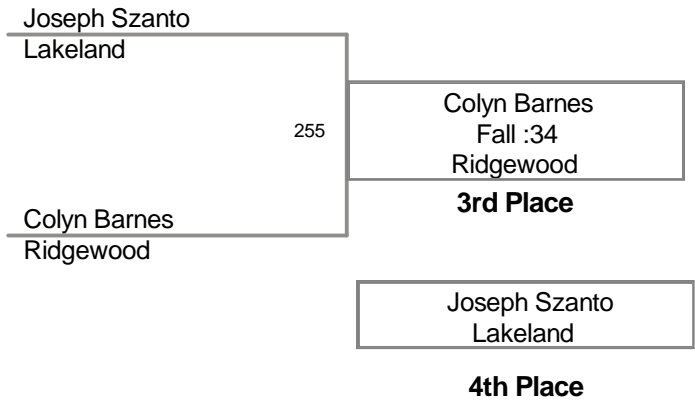 Joseph Szanto
Lakeland
255
Colyn Barnes
Ridgewood
Colyn Barnes
Fall :34
Ridgewood
3rd Place
Joseph Szanto
Lakeland
4th Place